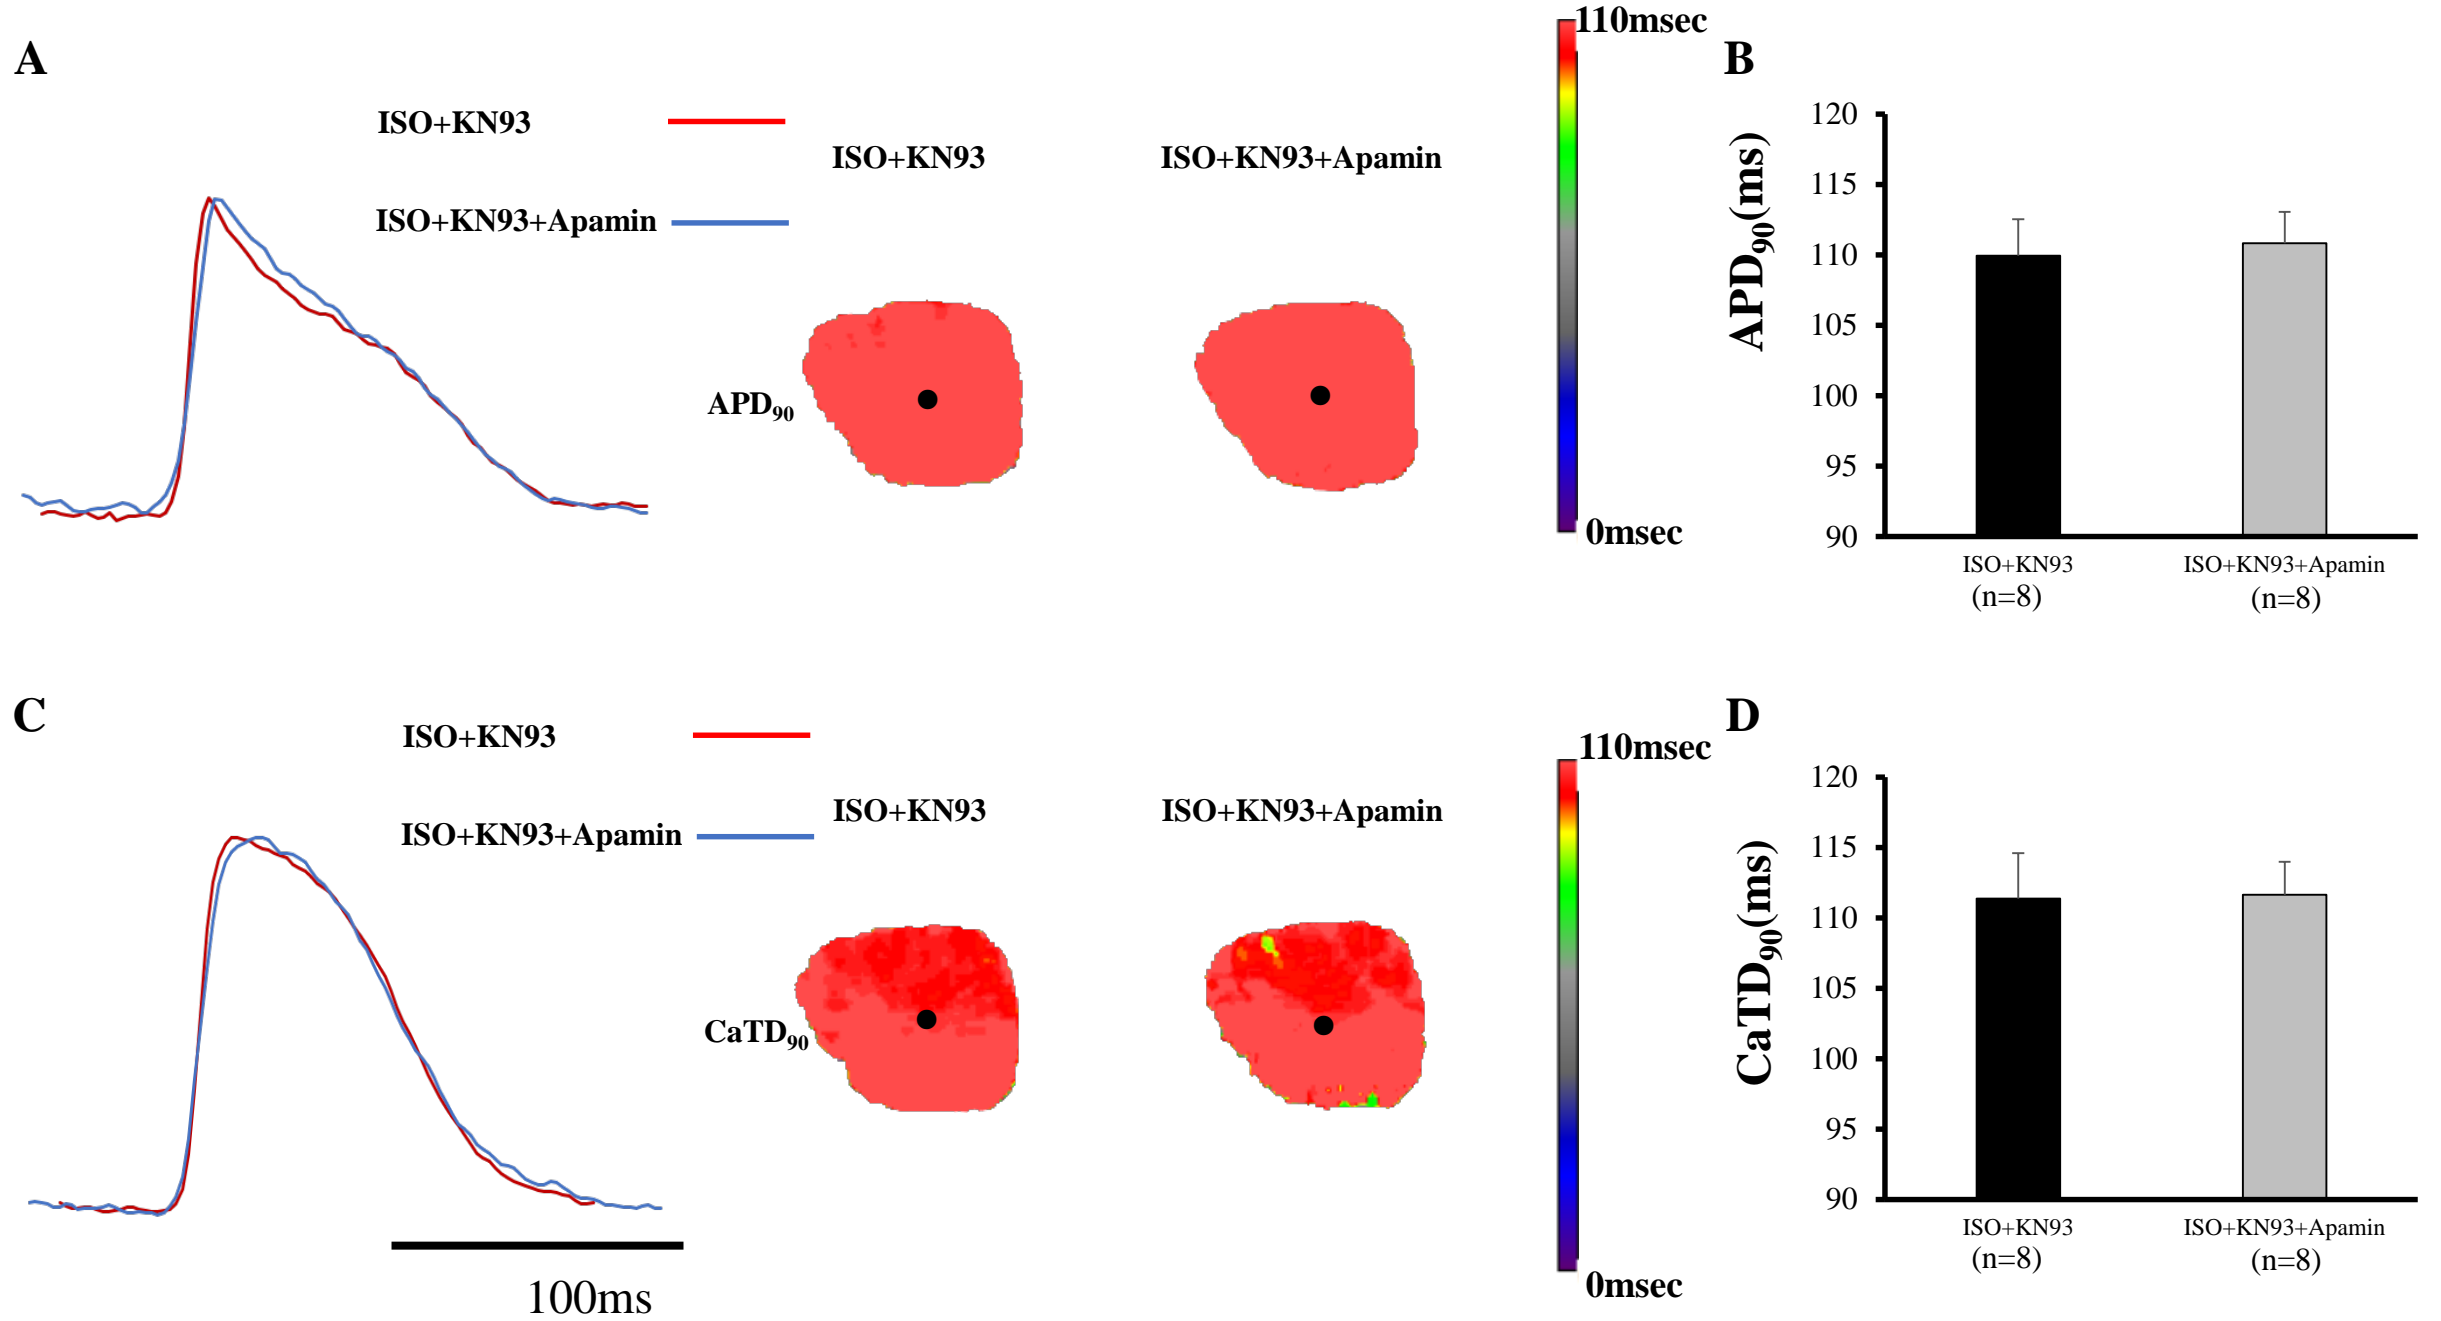 A
ISO+KN93
ISO+KN93+Apamin
ISO+KN93
ISO+KN93+Apamin
APD90
110msec
0msec
B
APD90(ms)
120
115
110
105
100
95
90
ISO+KN93
(n=8)
ISO+KN93+Apamin
(n=8)
C
ISO+KN93
ISO+KN93+Apamin
ISO+KN93
ISO+KN93+Apamin
CaTD90
110msec
0msec
100ms
D
CaTD90(ms)
120
115
110
105
100
95
90
ISO+KN93
(n=8)
ISO+KN93+Apamin
(n=8)